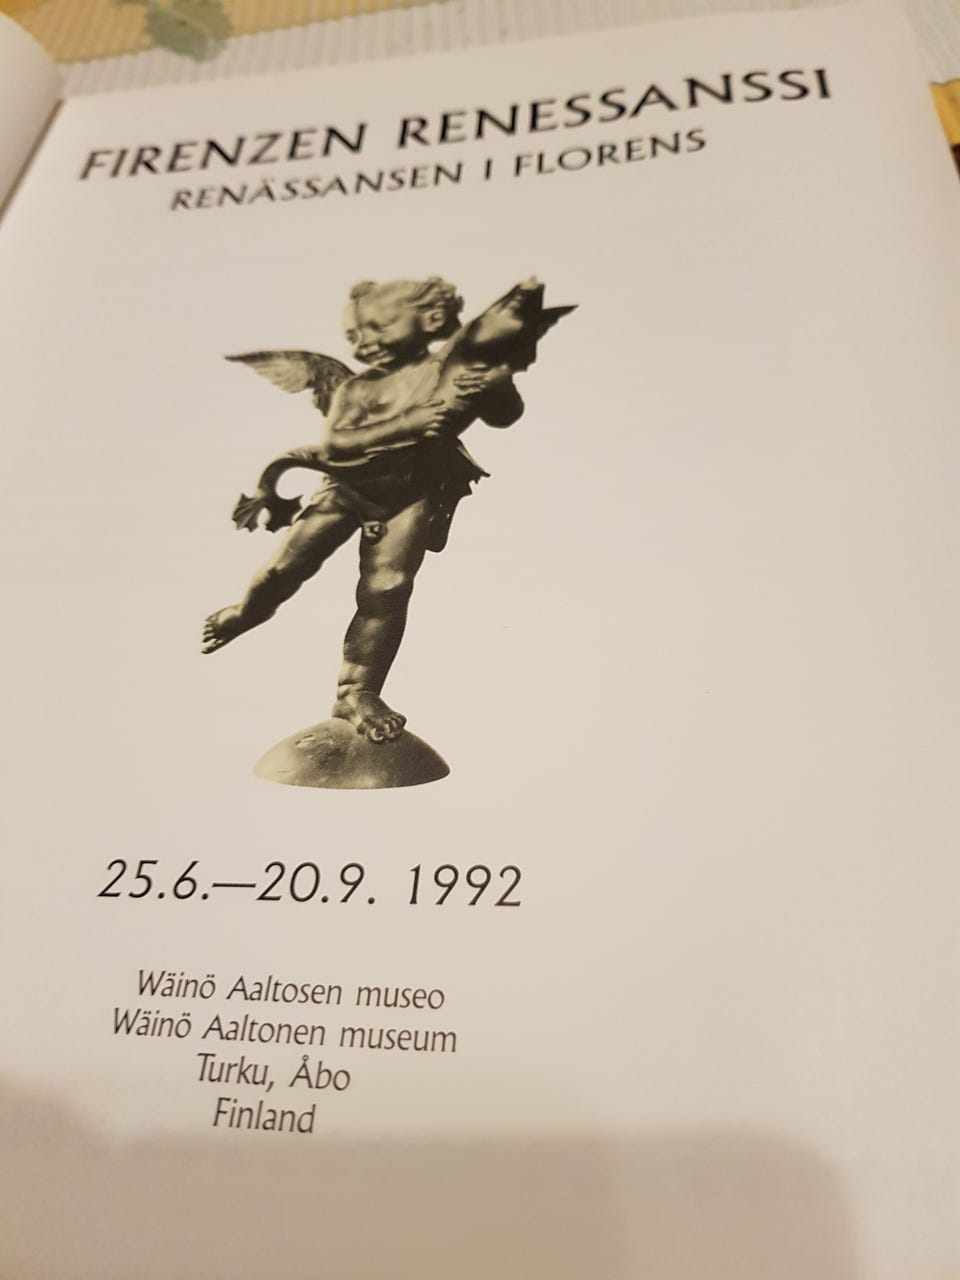 FIRENZEN RENESSANSSI
RENÄSSANSEN I FLORENS
25.6.—20.9. 1992
Wäinö Aaltosen museo
Wäinö Aaltonen museum
Turku, Åbo
Finland